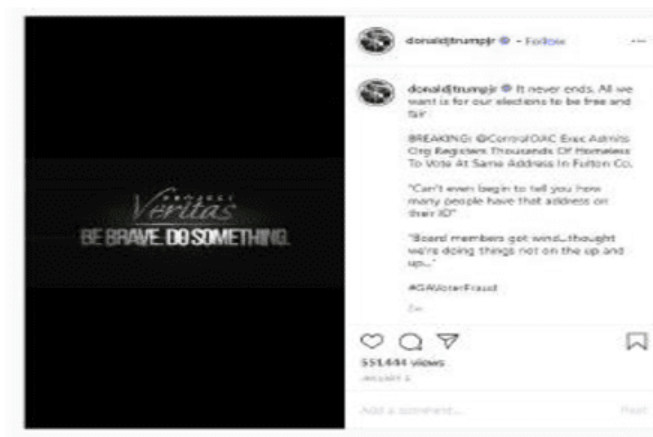 donaldjtrumpjr • Follow
donaldjtrumpjr It never ends. All we
want is for our elections to be free and
fair
BREAKING: @CentralOAC Exec Admits
Org Registers Thousands Of Homeless
To Vote At Same Address In Fulton Co.
"Can't even begin to tell you how
many people have that address on
their ID"
"Board members got wind...thought
we're doing things not on the up and
up..."
#GAVoterFraud
PROJECT
Veritas
BE BRAVE. DO SOMETHING.
551,444 views
JANUARY 5
Add a comment...
Post